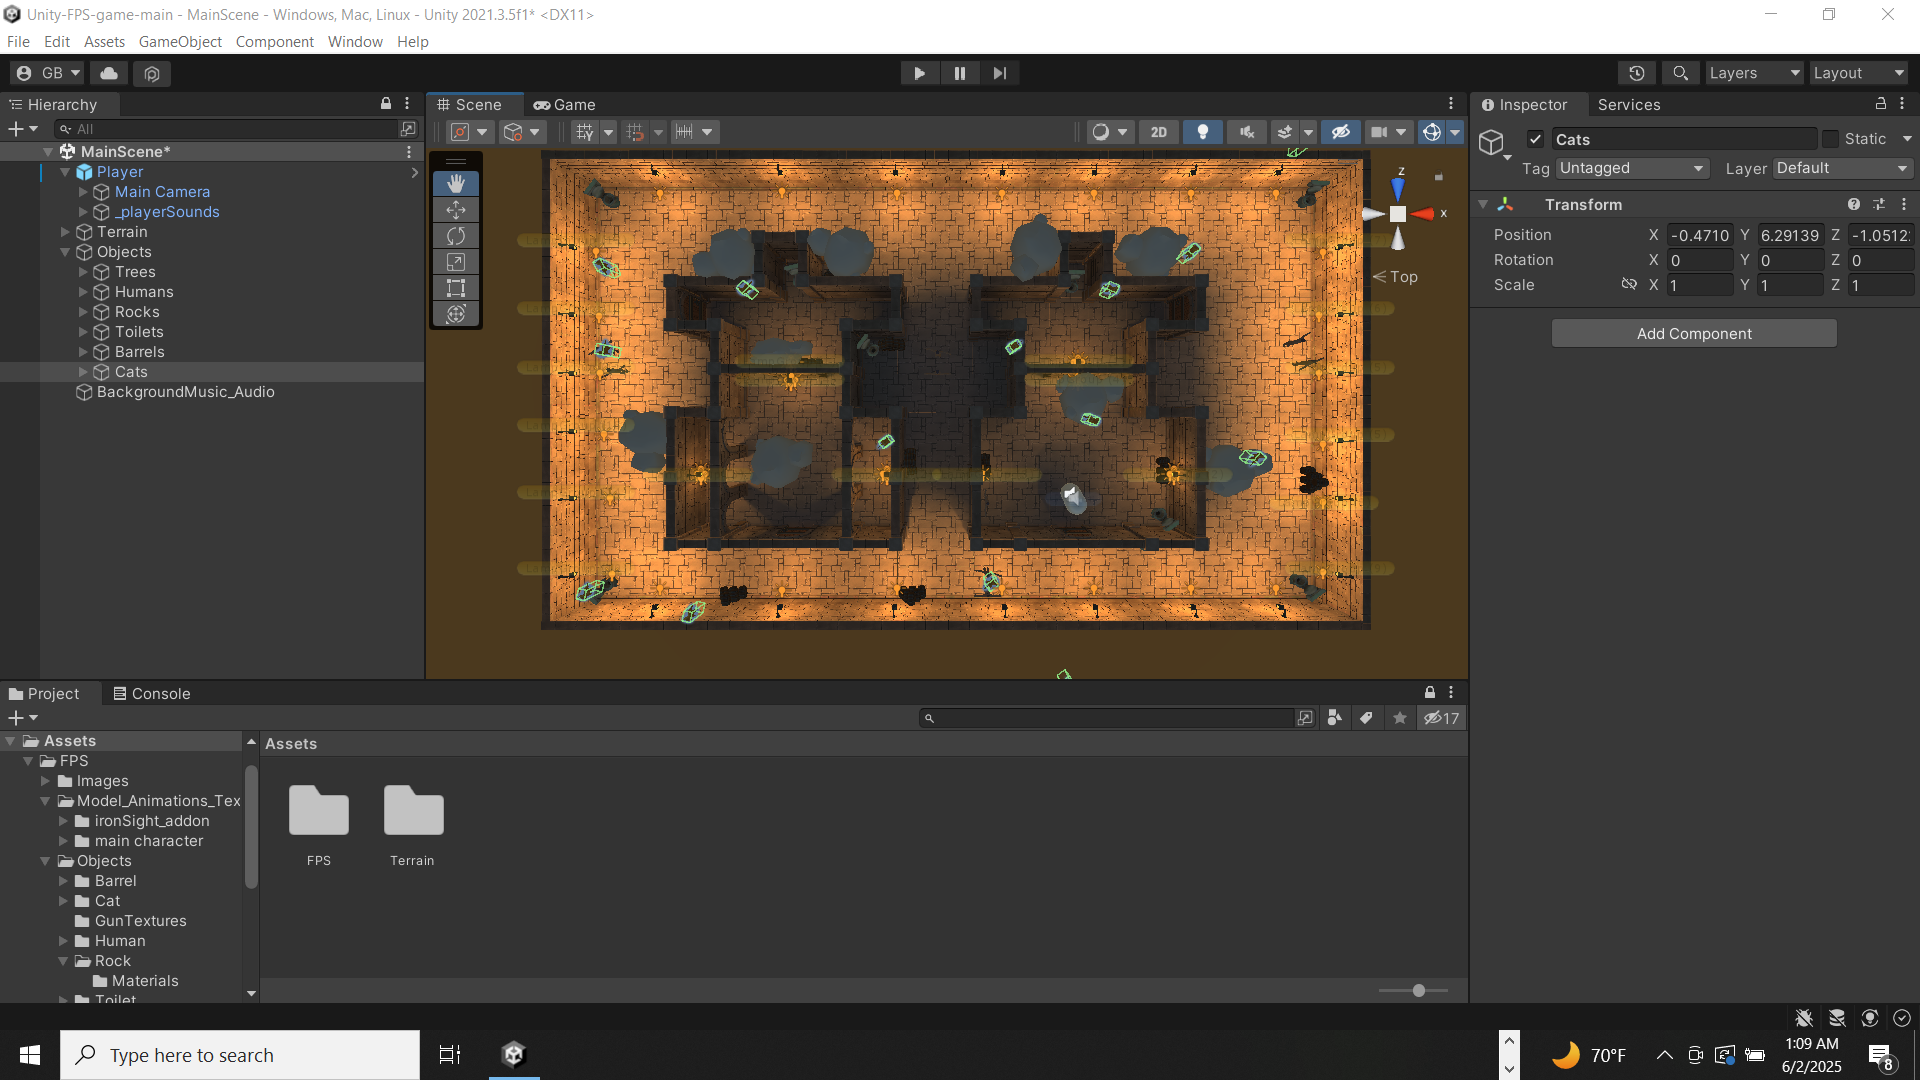 Unity-FPS-game-main - MainScene - Windows, Mac, Linux - Unity 2021.3.5f1* <DX11>
File Edit Assets GameObject Component Window Help
GB Layers Layout
Hierarchy
All
MainScene*
Player
Main Camera
_playerSounds
Terrain
Objects
Trees
Humans
Rocks
Toilets
Barrels
Cats
BackgroundMusic_Audio
Scene Game
2D
z
x
Top
Inspector Services
Cats Static
Tag Untagged Layer Default
Transform
Position X -0.4710 Y 6.29139 Z -1.0512
Rotation X 0 Y 0 Z 0
Scale X 1 Y 1 Z 1
Add Component
Project Console
17
Assets
FPS
Images
Model_Animations_Tex
ironSight_addon
main character
Objects
Barrel
Cat
GunTextures
Human
Rock
Materials
Toilet
Assets
FPS Terrain
Type here to search
70°F
1:09 AM
6/2/2025
8